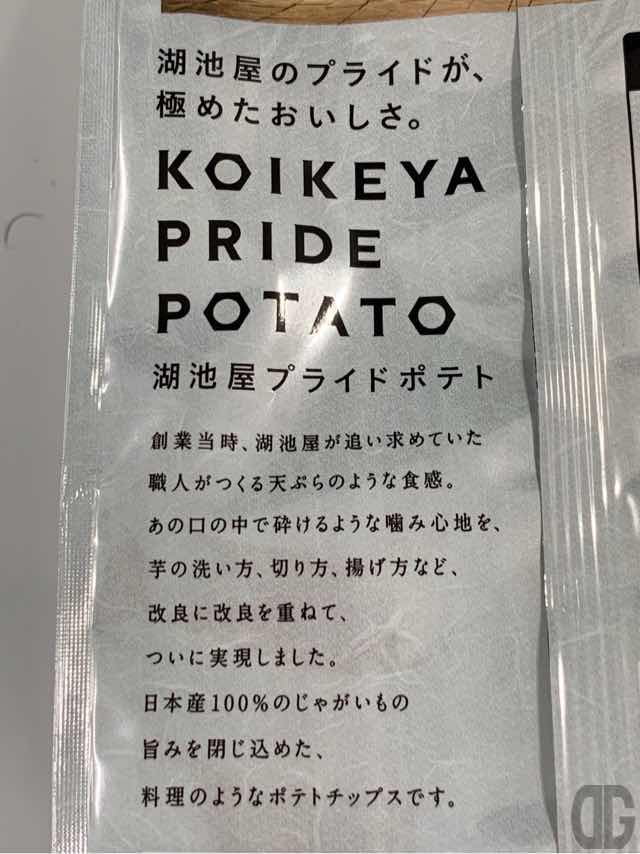 湖池屋のプライドが、
極めたおいしさ。
KOIKEYA
PRIDE
POTATO
湖池屋プライドポテト
創業当時、湖池屋が追い求めていた
職人がつくる天ぷらのような食感。
あの口の中で砕けるような噛み心地を、
芋の洗い方、切り方、揚げ方など、
改良に改良を重ねて、
ついに実現しました。
日本産100%のじゃがいもの
旨みを閉じ込めた、
料理のようなポテトチップスです。
DG